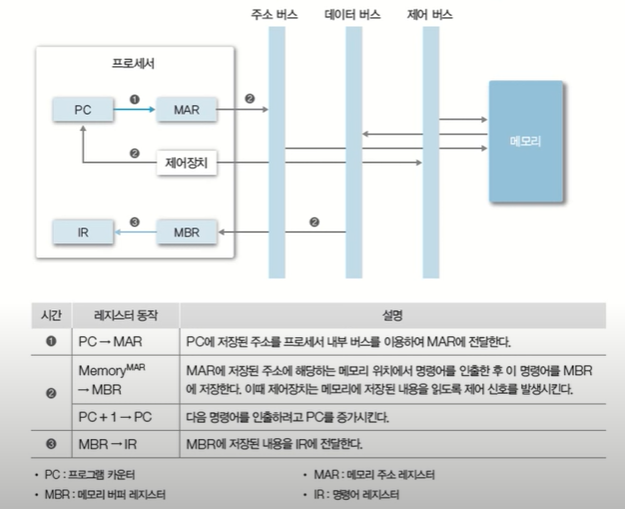 주소 버스 데이터 버스 제어 버스
프로세서
PC ❶ MAR ❷
메모리
❷ 제어장치
IR ❸ MBR ❷
시간 레지스터 동작 설명
❶ PC → MAR PC에 저장된 주소를 프로세서 내부 버스를 이용하여 MAR에 전달한다.
❷ Memory^MAR → MBR MAR에 저장된 주소에 해당하는 메모리 위치에서 명령어를 인출한 후 이 명령어를 MBR
에 저장한다. 이때 제어장치는 메모리에 저장된 내용을 읽도록 제어 신호를 발생시킨다.
PC + 1 → PC 다음 명령어를 인출하려고 PC를 증가시킨다.
❸ MBR → IR MBR에 저장된 내용을 IR에 전달한다.
• PC : 프로그램 카운터 • MAR : 메모리 주소 레지스터
• MBR : 메모리 버퍼 레지스터 • IR : 명령어 레지스터